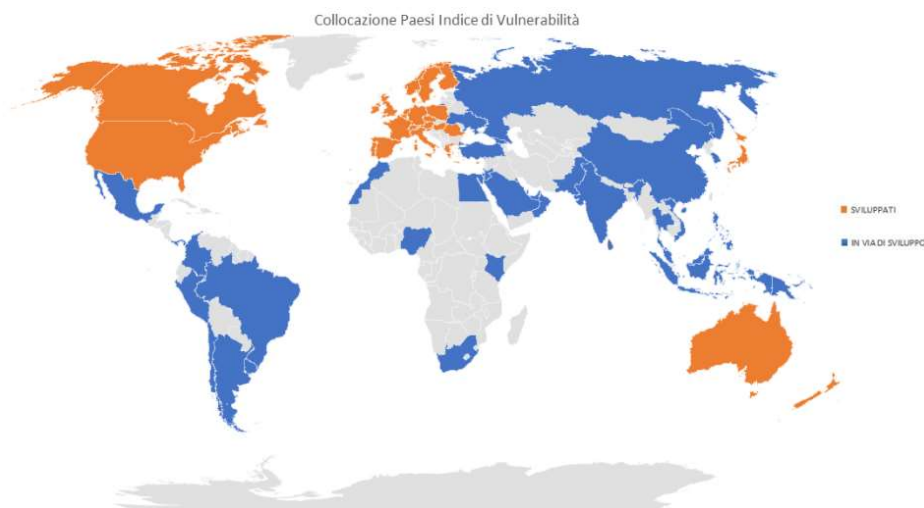 Collocazione Paesi Indice di Vulnerabilità
SVILUPPATI
IN VIA DI SVILUPPO